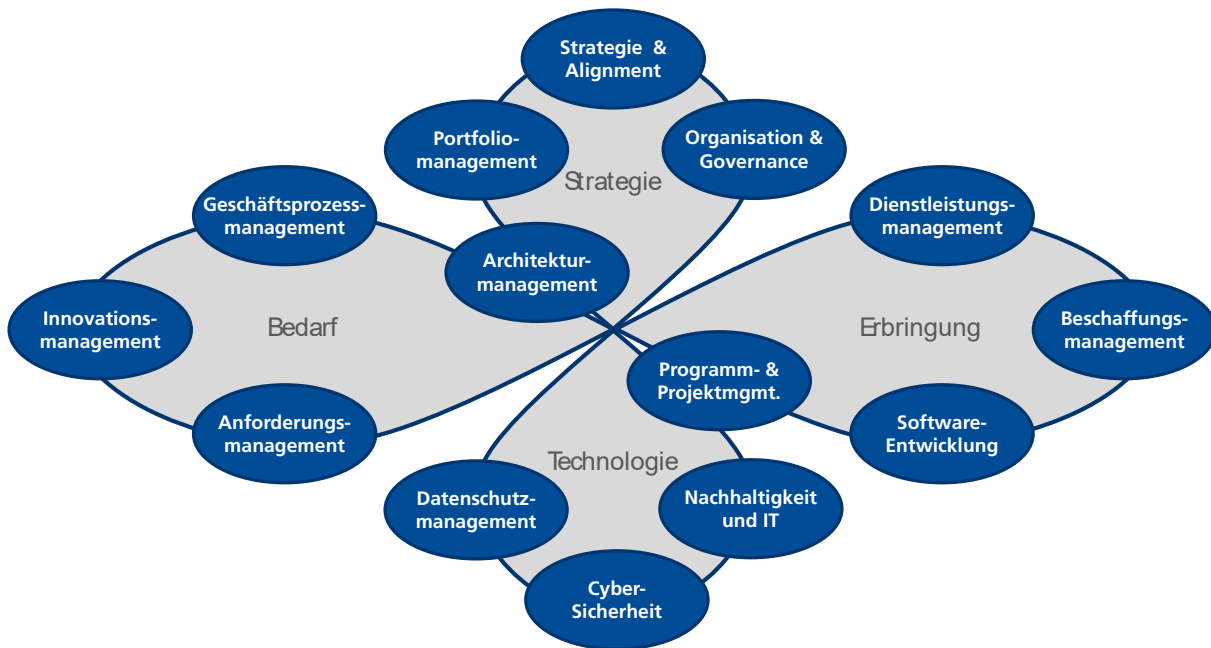 Strategie &
Alignment
Portfolio-
management
Organisation &
Governance
Strategie
Geschäftsprozess-
management
Dienstleistungs-
management
Architektur-
management
Innovations-
management
Bedarf
Erbringung
Beschaffungs-
management
Programm- &
Projektmgmt.
Anforderungs-
management
Software-
Entwicklung
Technologie
Datenschutz-
management
Nachhaltigkeit
und IT
Cyber-
Sicherheit